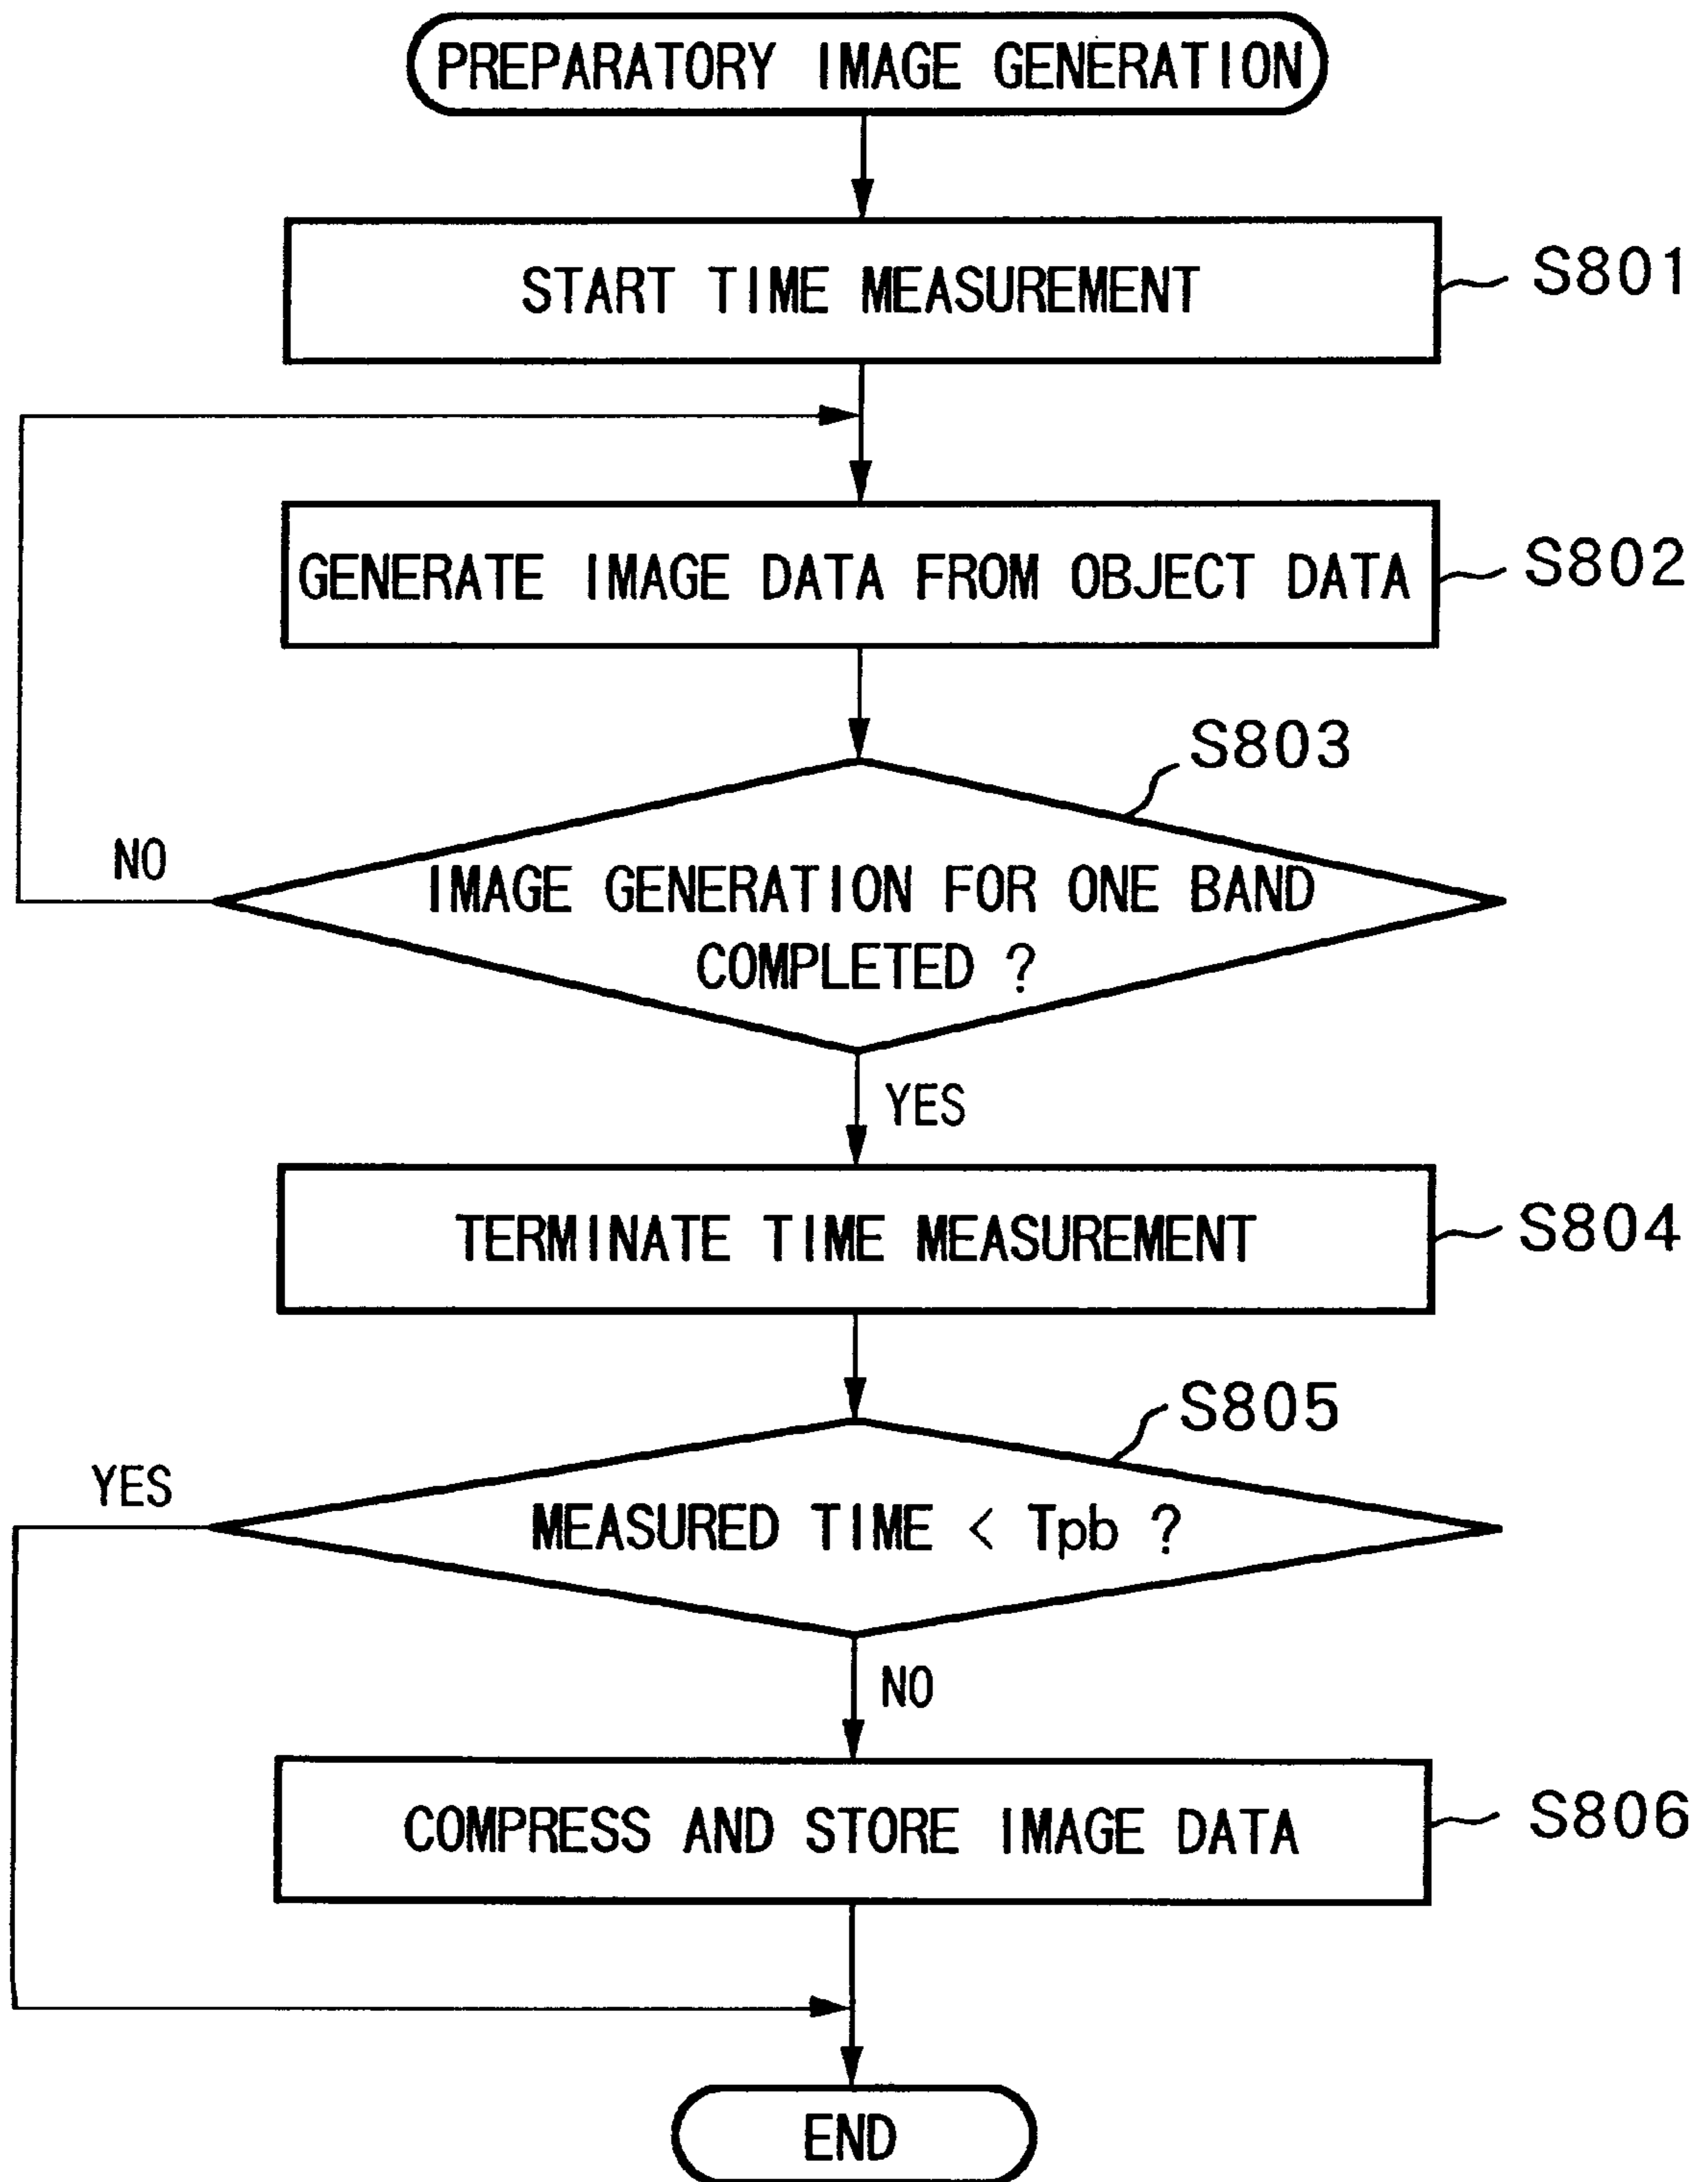 PREPARATORY IMAGE GENERATION
START TIME MEASUREMENT
S801
GENERATE IMAGE DATA FROM OBJECT DATA
S802
S803
NO
IMAGE GENERATION FOR ONE BAND
COMPLETED ?
YES
TERMINATE TIME MEASUREMENT
S804
S805
YES
MEASURED TIME < Tpb ?
NO
COMPRESS AND STORE IMAGE DATA
S806
END